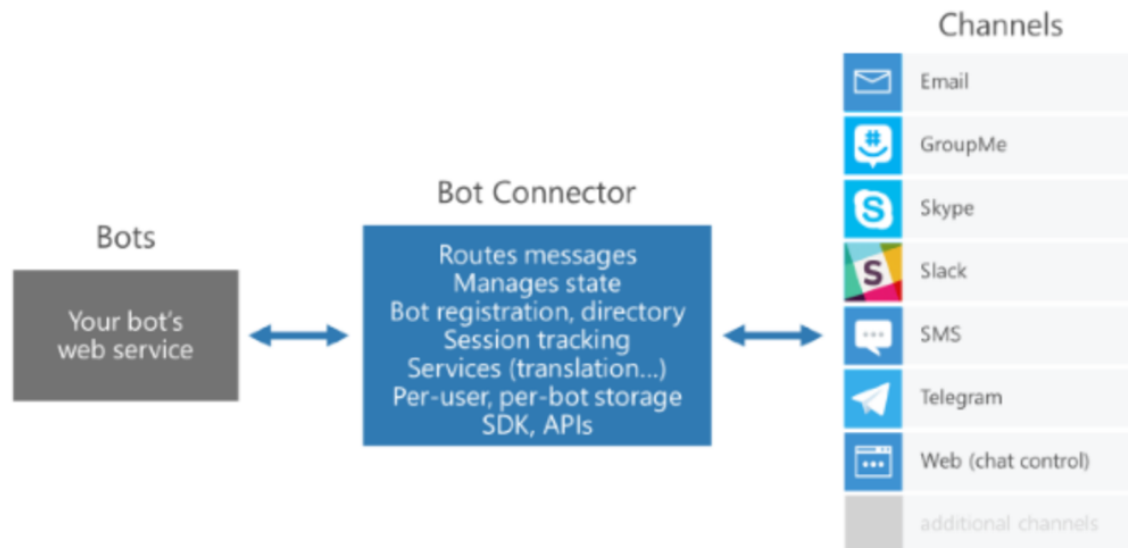 Bots
Your bot's
web service
Bot Connector
Routes messages
Manages state
Bot registration, directory
Session tracking
Services (translation...)
Per-user, per-bot storage
SDK, APIs
Channels
Email
GroupMe
Skype
Slack
SMS
Telegram
Web (chat control)
additional channels